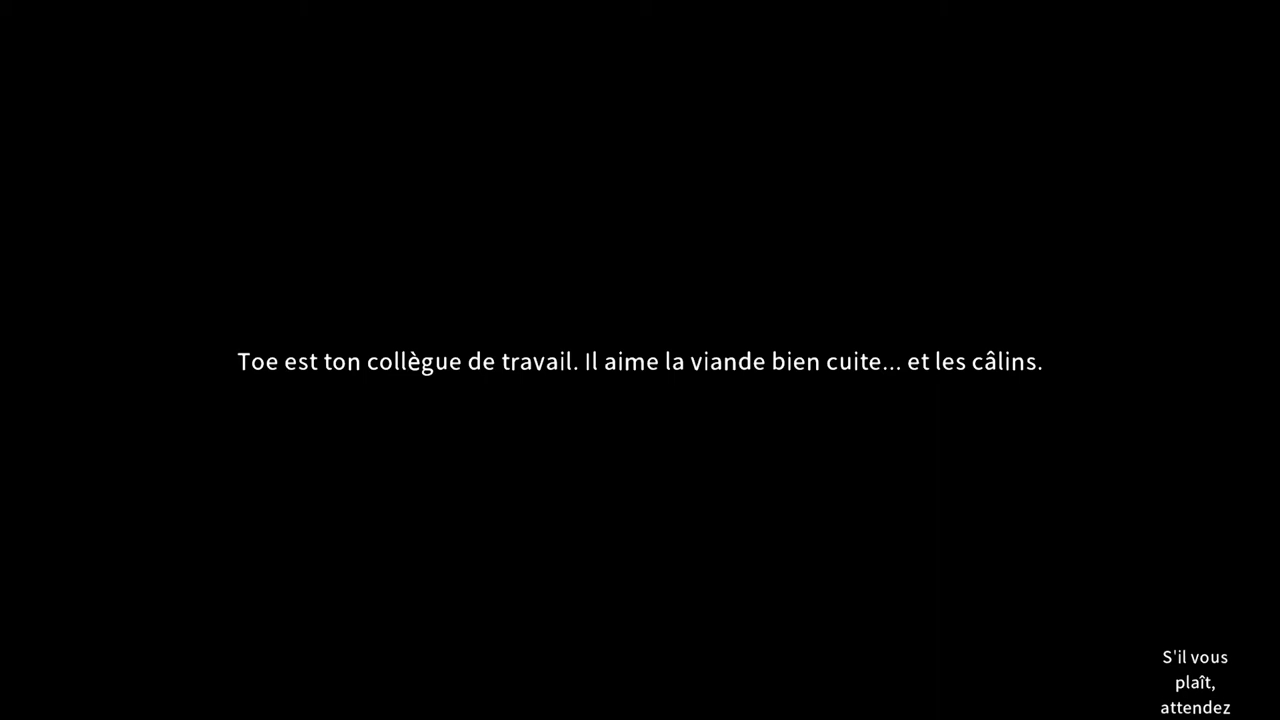 Toe est ton collègue de travail. Il aime la viande bien cuite... et les câlins.
S'il vous
plaît,
attendez